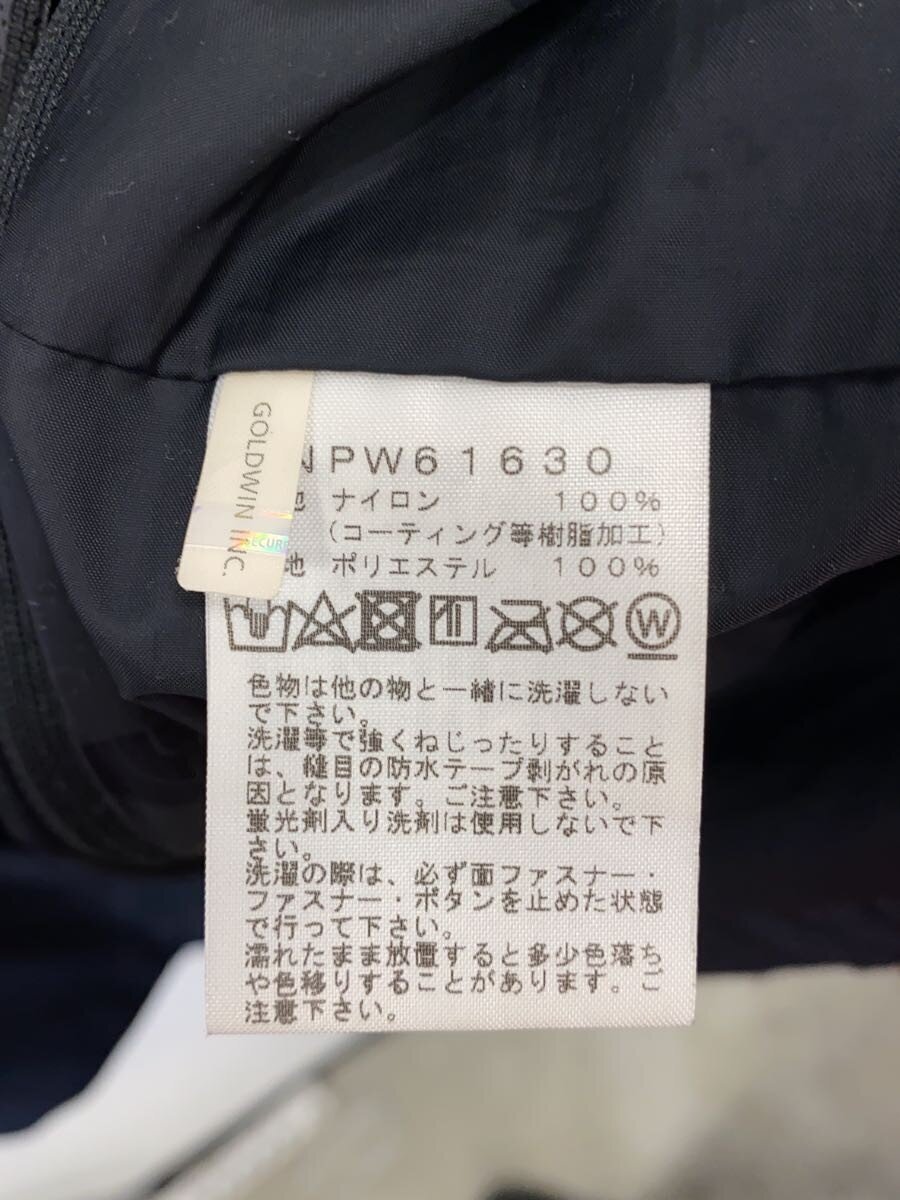 GOLDWIN INC.
SECURE
NPW61630
地 ナイロン 100%
(コーティング等樹脂加工)
地 ポリエステル 100%
W
色物は他の物と一緒に洗濯しない
で下さい。
洗濯等で強くねじったりすること
は、縫目の防水テープ剥がれの原
因となります。ご注意下さい。
蛍光剤入り洗剤は使用しないで下
さい。
洗濯の際は、必ず面ファスナー・
ファスナー・ボタンを止めた状態
で行って下さい。
濡れたまま放置すると多少色落ち
や色移りすることがあります。ご
注意下さい。